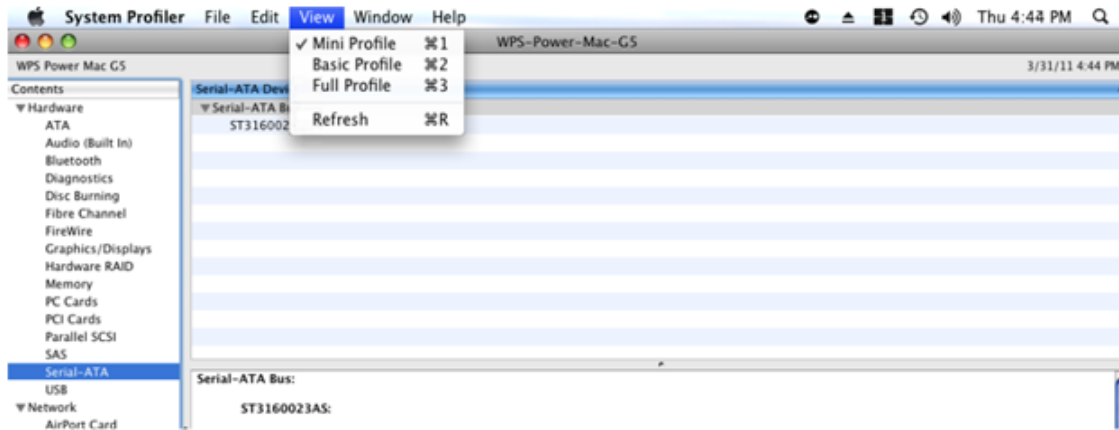 System Profiler File Edit View Window Help Thu 4:44 PM
✓ Mini Profile ⌘1
Basic Profile ⌘2
Full Profile ⌘3
Refresh ⌘R
WPS-Power-Mac-G5
WPS Power Mac G5 3/31/11 4:44 PM
Contents
Hardware
ATA
Audio (Built In)
Bluetooth
Diagnostics
Disc Burning
Fibre Channel
FireWire
Graphics/Displays
Hardware RAID
Memory
PC Cards
PCI Cards
Parallel SCSI
SAS
Serial-ATA
USB
Network
AirPort Card
Serial-ATA Devi
Serial-ATA B
ST316002
Serial-ATA Bus:
ST3160023AS: